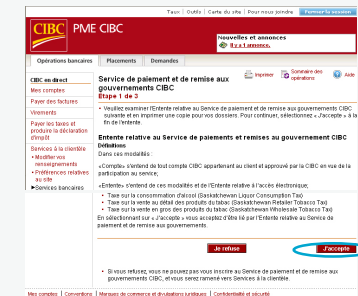 Taux | Outils | Carte du site | Pour nous joindre Fermer la session
CIBC PME CIBC
Nouvelles et annonces
Il y a 1 annonce.
Opérations bancaires Placements Demandes
CIBC en direct
Mes comptes
Payer des factures
Virements
Payer les taxes et
produire la déclaration
d'impôt
Services à la clientèle
• Modifier vos
renseignements
• Préférences relatives
au site
►Services bancaires
Service de paiement et de remise aux
gouvernements CIBC
Etape 1 de 3
Imprimer
Sommaire des
opérations
Aide
• Veuillez examiner l'Entente relative au Service de paiement et de remise aux gouvernements CIBC
suivante et en imprimer une copie pour vos dossiers. Pour continuer, sélectionnez «J'accepte » à la
fin de l'entente.
Entente relative au Service de paiements et remises au gouvernement CIBC
Définitions
Dans ces modalités :
«Compte» s'entend de tout compte CIBC appartenant au client et approuvé par la CIBC en vue de la
participation au service;
«Entente» s'entend de ces modalités et de l'Entente relative à l'accès électronique;
• Taxe sur la consommation d'alcool (Saskatchewan Liquor Consumption Tax)
• Taxe sur la vente au détail des produits du tabac (Saskatchewan Retailer Tobacco Tax)
• Taxe sur la vente en gros des produits du tabac (Saskatchewan Wholesale Tobacco Tax)
En sélectionnant sur « J'accepte » vous acceptez d'être lié par l'Entente relative au Service de
paiement et de remise aux gouvernements.
Je refuse J'accepte
• Si vous refusez, vous ne pouvez pas vous inscrire au Service de paiement et de remise aux
gouvernements CIBC, et vous serez ramené vers Services à la clientèle.
Mes comptes | Conventions | Marques de commerce et divulgations juridiques | Confidentialité et sécurité